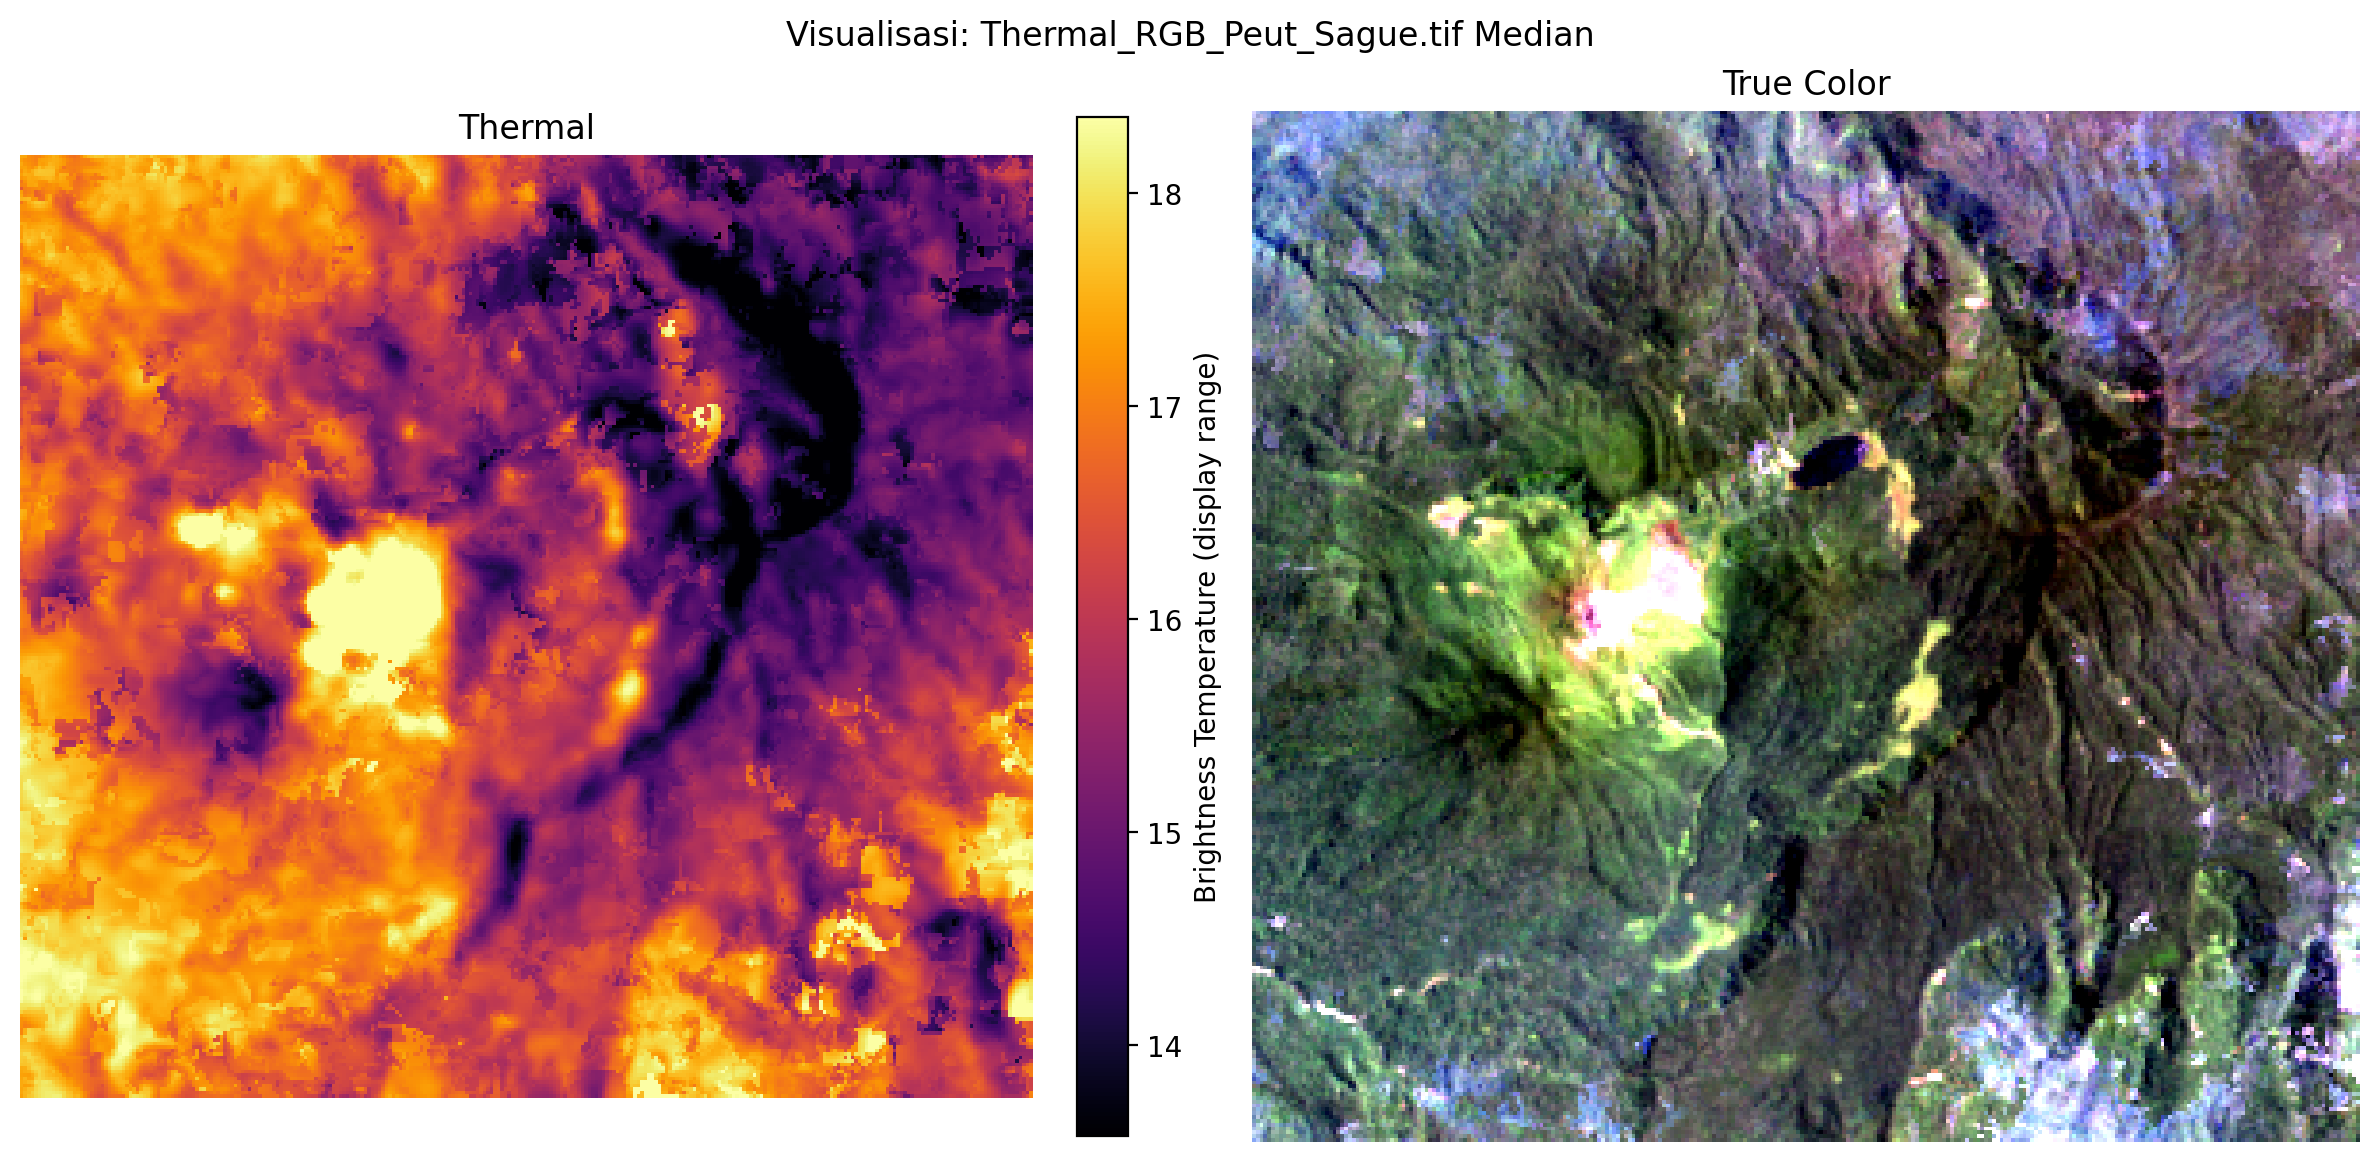 Visualisasi: Thermal_RGB_Peut_Sague.tif Median
Thermal
True Color
18
17
16
15
14
Brightness Temperature (display range)